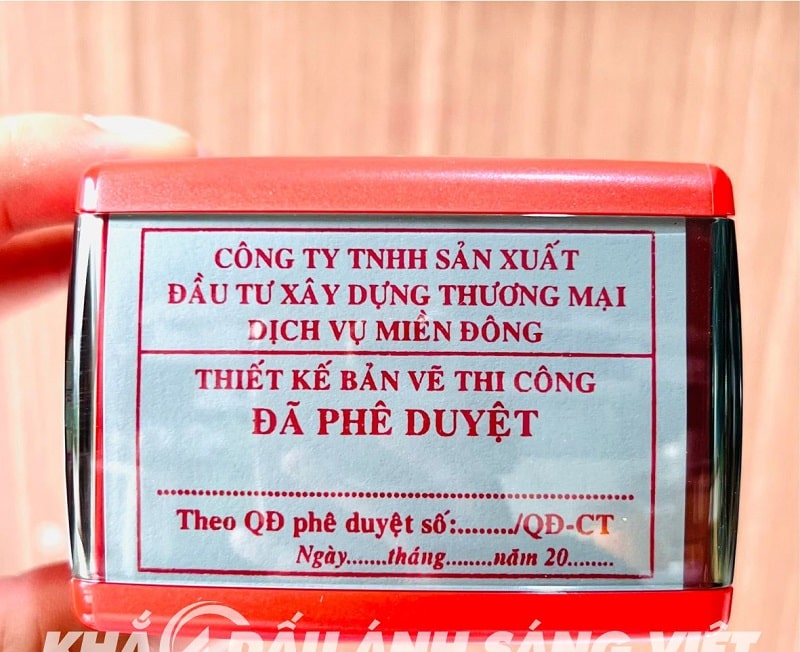 CÔNG TY TNHH SẢN XUẤT
ĐẦU TƯ XÂY DỰNG THƯƠNG MẠI
DỊCH VỤ MIỀN ĐÔNG
THIẾT KẾ BẢN VẼ THI CÔNG
ĐÃ PHÊ DUYỆT
................................................................................
Theo QĐ phê duyệt số:........./QĐ-CT
Ngày.......tháng........năm 20........
KHẮC DẤU ÁNH SÁNG VIỆT